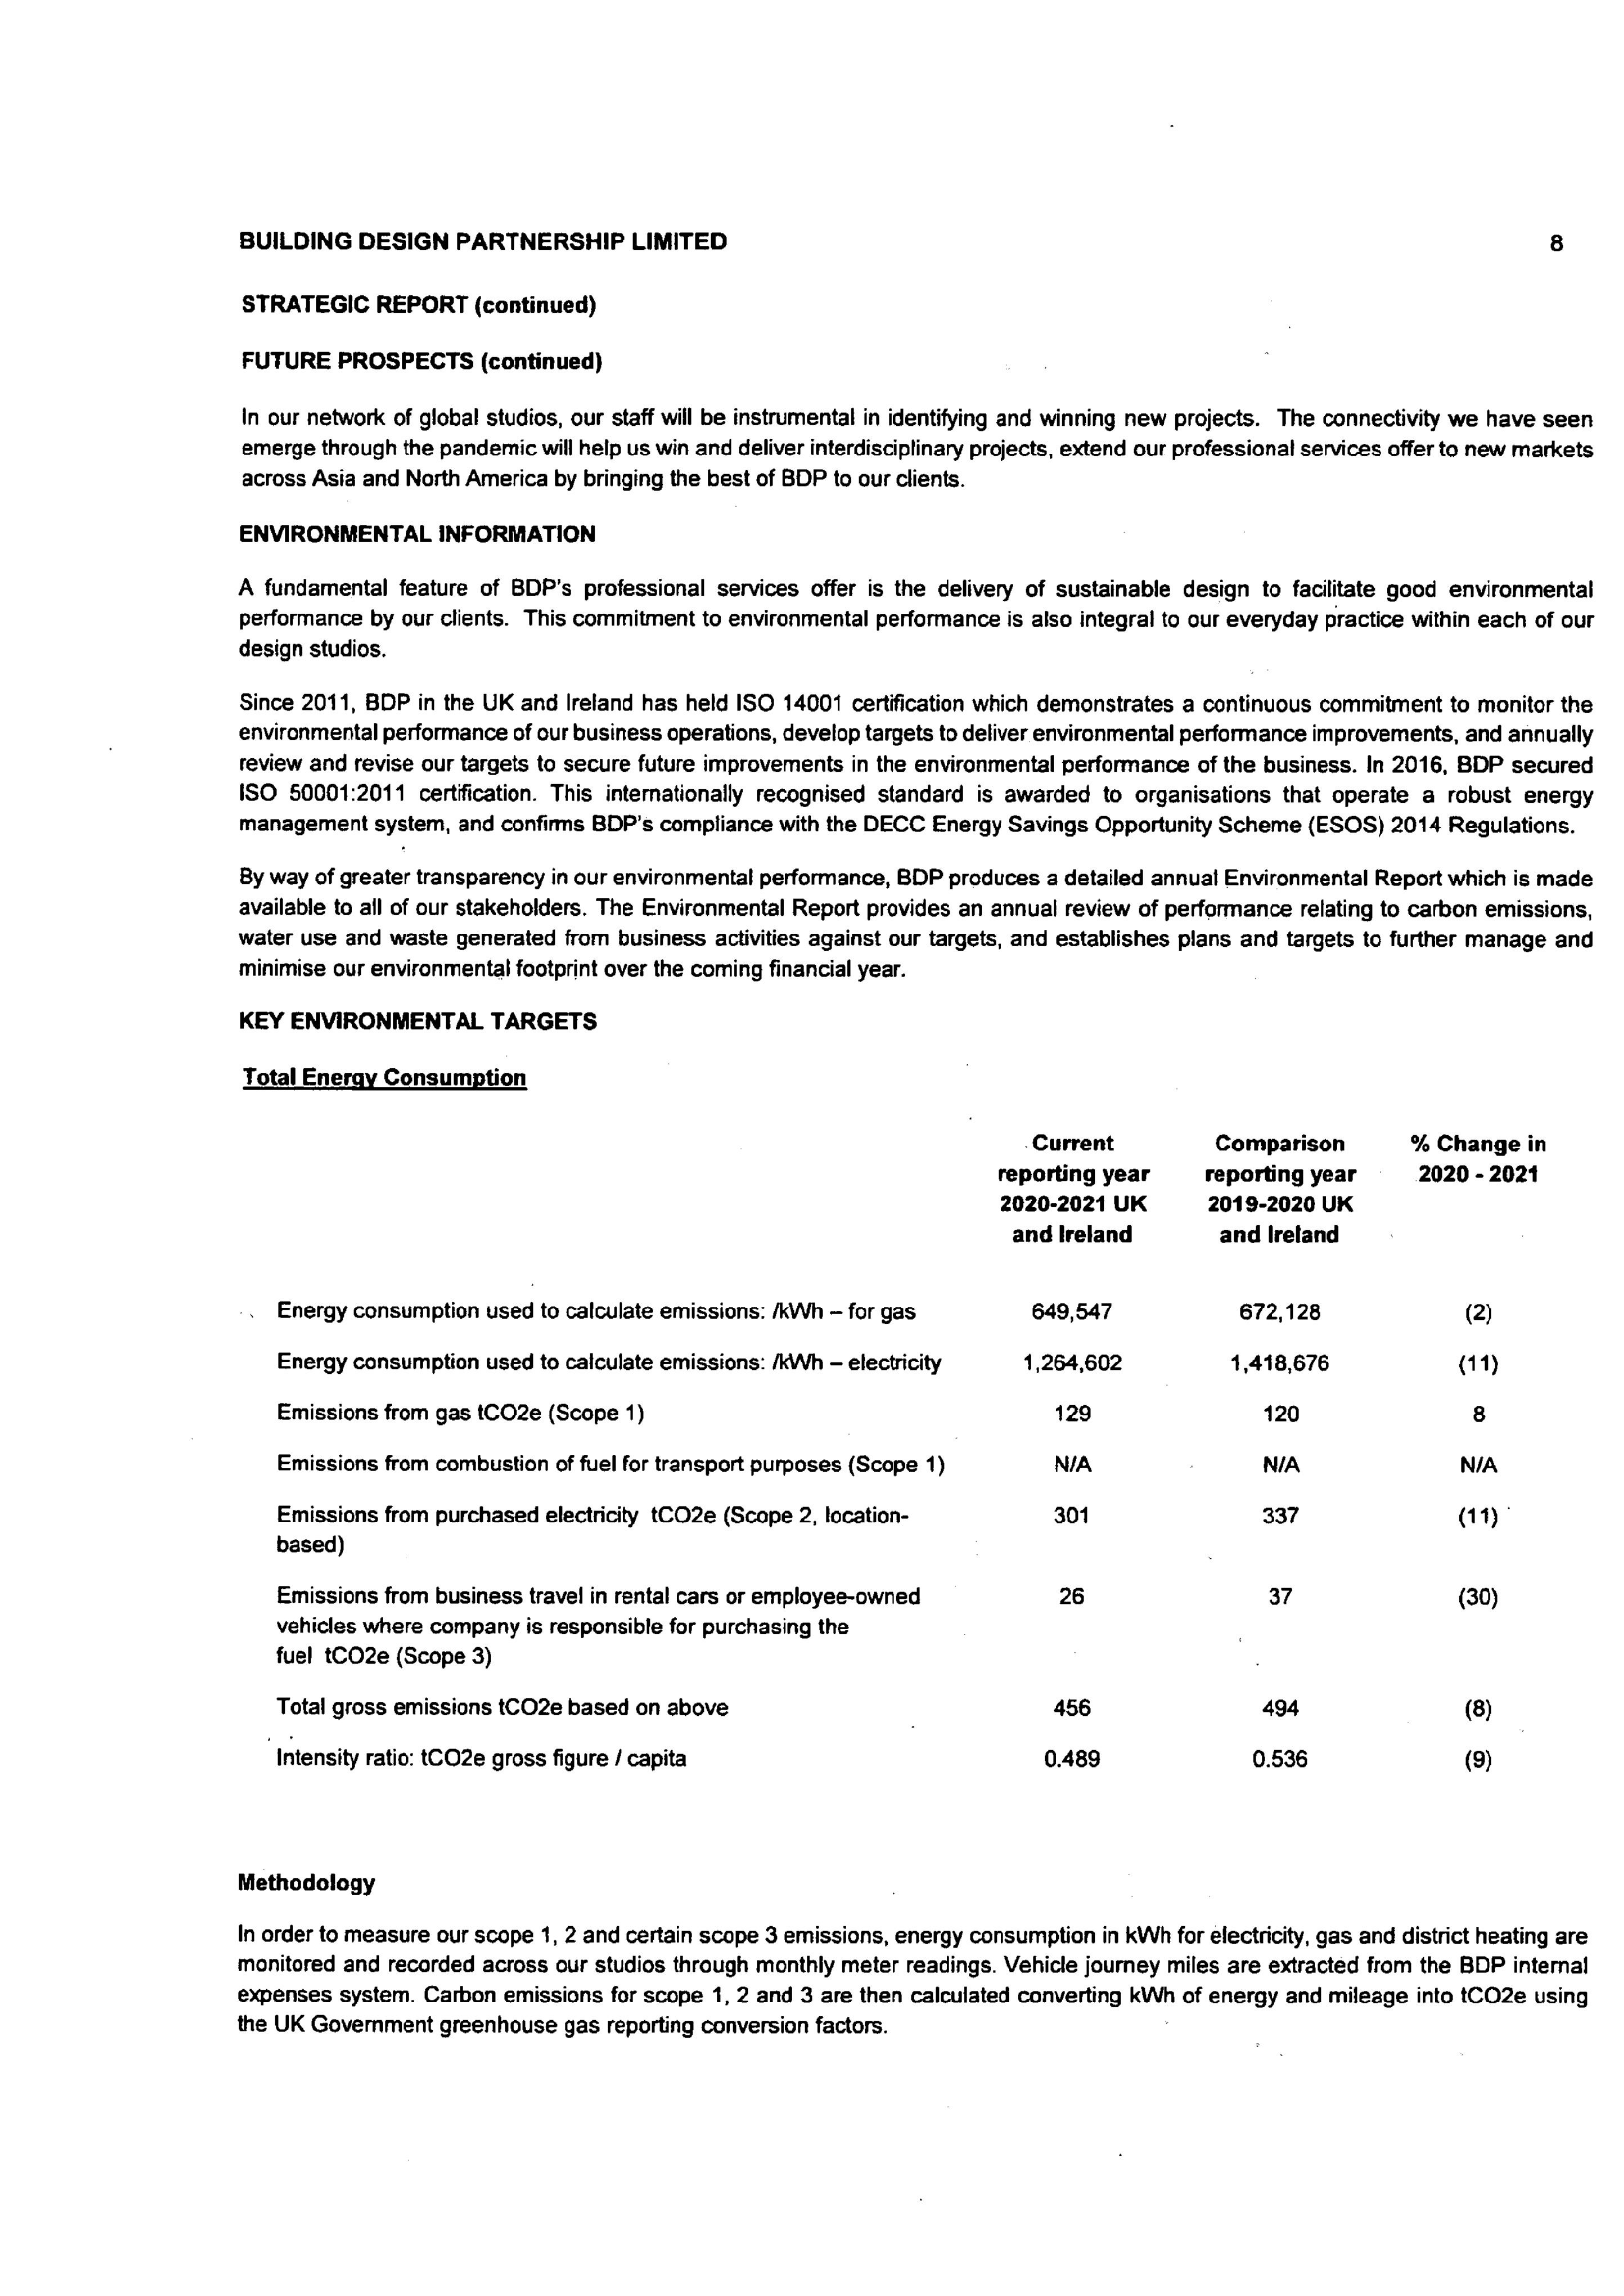 BUILDING DESIGN PARTNERSHIP LIMITED 8
STRATEGIC REPORT (continued)
FUTURE PROSPECTS (continued)
In our network of global studios, our staff will be instrumental in identifying and winning new projects. The connectivity we have seen
emerge through the pandemic will help us win and deliver interdisciplinary projects, extend our professional services offer to new markets
across Asia and North America by bringing the best of BDP to our clients.
ENVIRONMENTAL INFORMATION
A fundamental feature of BDP's professional services offer is the delivery of sustainable design to facilitate good environmental
performance by our clients. This commitment to environmental performance is also integral to our everyday practice within each of our
design studios.
Since 2011, BDP in the UK and Ireland has held ISO 14001 certification which demonstrates a continuous commitment to monitor the
environmental performance of our business operations, develop targets to deliver environmental performance improvements, and annually
review and revise our targets to secure future improvements in the environmental performance of the business. In 2016, BDP secured
ISO 50001:2011 certification. This internationally recognised standard is awarded to organisations that operate a robust energy
management system, and confirms BDP's compliance with the DECC Energy Savings Opportunity Scheme (ESOS) 2014 Regulations.
By way of greater transparency in our environmental performance, BDP produces a detailed annual Environmental Report which is made
available to all of our stakeholders. The Environmental Report provides an annual review of performance relating to carbon emissions,
water use and waste generated from business activities against our targets, and establishes plans and targets to further manage and
minimise our environmental footprint over the coming financial year.
KEY ENVIRONMENTAL TARGETS
Total Energy Consumption
Current Comparison % Change in
reporting year reporting year 2020 - 2021
2020-2021 UK 2019-2020 UK
and Ireland and Ireland
Energy consumption used to calculate emissions: /kWh – for gas 649,547 672,128 (2)
Energy consumption used to calculate emissions: /kWh – electricity 1,264,602 1,418,676 (11)
Emissions from gas tCO2e (Scope 1) 129 120 8
Emissions from combustion of fuel for transport purposes (Scope 1) N/A N/A N/A
Emissions from purchased electricity tCO2e (Scope 2, location- 301 337 (11)
based)
Emissions from business travel in rental cars or employee-owned 26 37 (30)
vehicles where company is responsible for purchasing the
fuel tCO2e (Scope 3)
Total gross emissions tCO2e based on above 456 494 (8)
Intensity ratio: tCO2e gross figure / capita 0.489 0.536 (9)
Methodology
In order to measure our scope 1, 2 and certain scope 3 emissions, energy consumption in kWh for electricity, gas and district heating are
monitored and recorded across our studios through monthly meter readings. Vehicle journey miles are extracted from the BDP internal
expenses system. Carbon emissions for scope 1, 2 and 3 are then calculated converting kWh of energy and mileage into tCO2e using
the UK Government greenhouse gas reporting conversion factors.